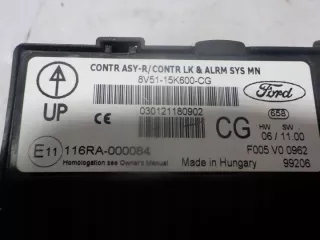 CONTR ASY-R/CONTR LK & ALRM SYS MN
8V51-15K600-CG
Ford
UP
030121180902
658
CE
CG
HW SW
06 / 11.00
E11 116RA-000084
F005 V0 0962
Homologation see Owner's Manual
Made in Hungary
99206